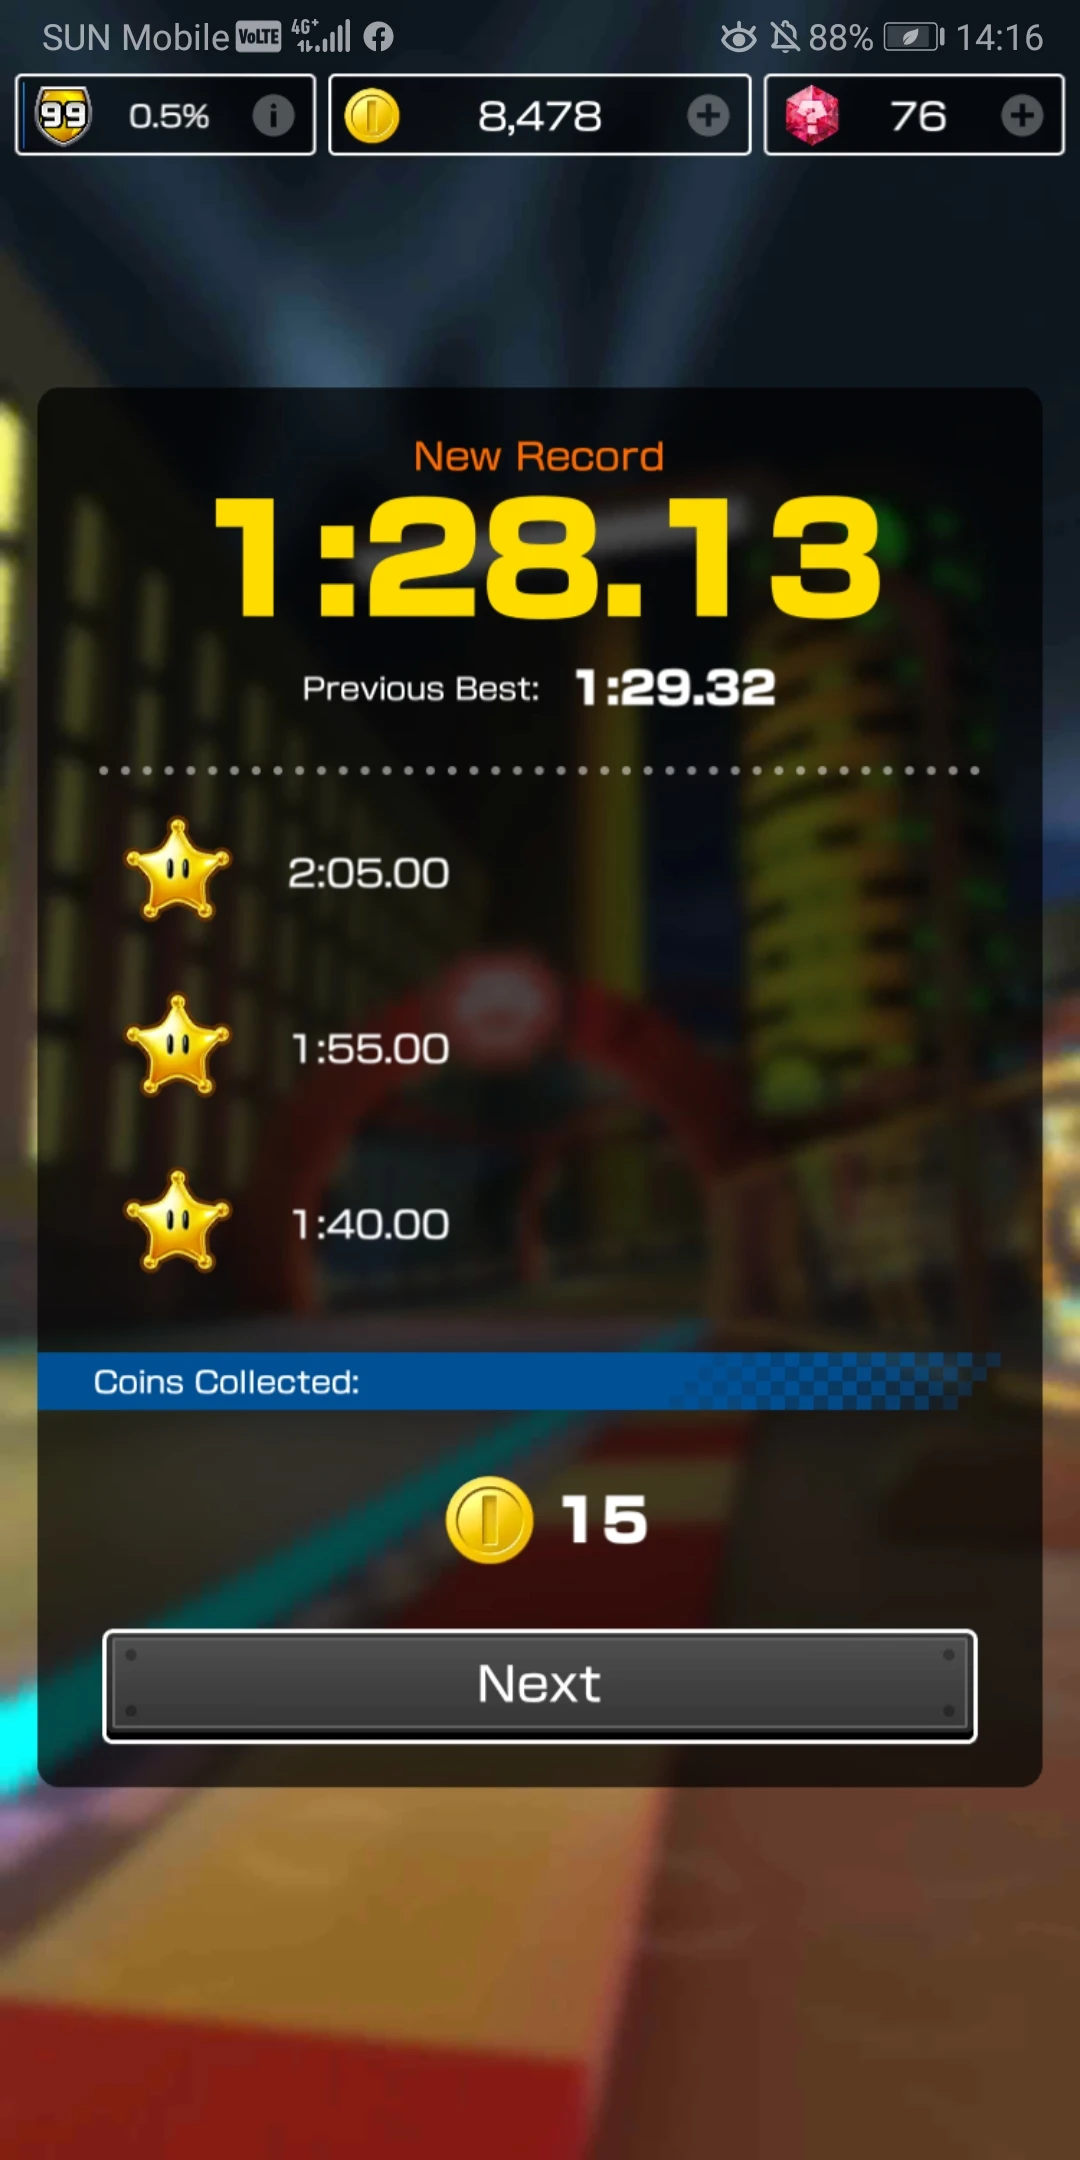 SUN Mobile VoLTE 4G+ 88% 14:16
99 0.5% i 8,478 + ? 76 +
New Record
1:28.13
Previous Best: 1:29.32
2:05.00
1:55.00
1:40.00
Coins Collected:
15
Next